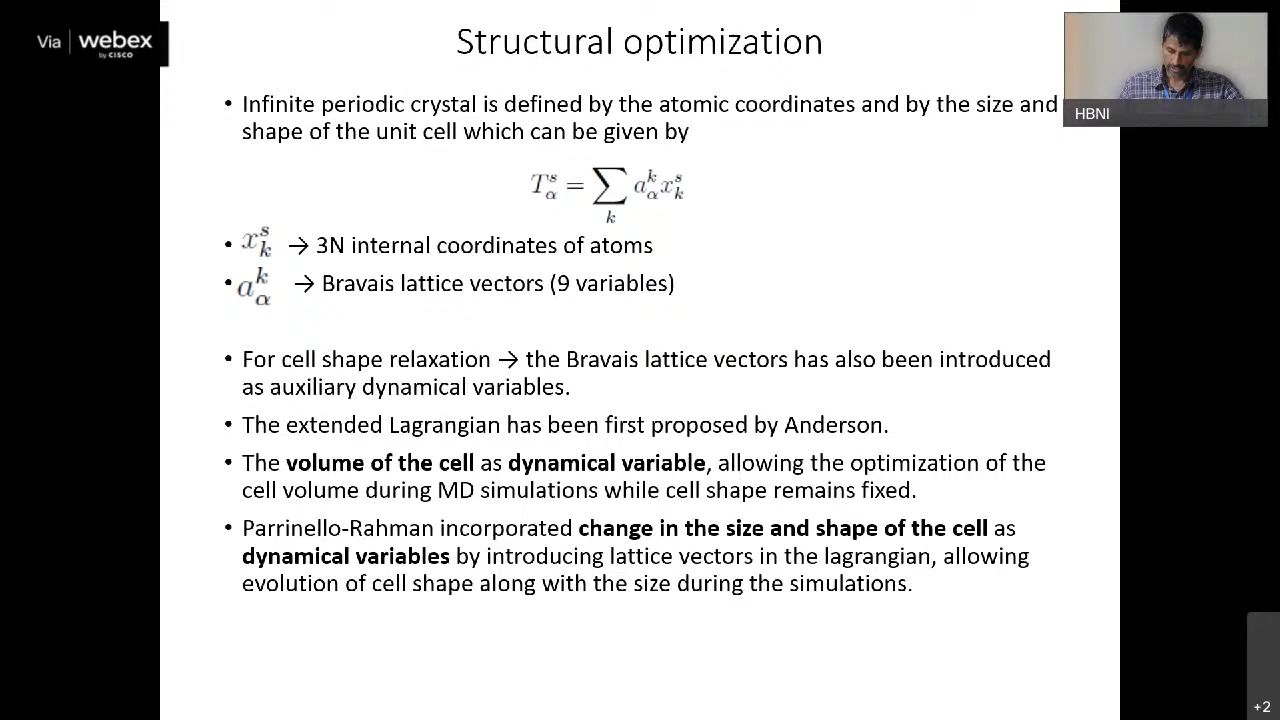 Via | webex
by CISCO
Structural optimization
HBNI
• Infinite periodic crystal is defined by the atomic coordinates and by the size and
shape of the unit cell which can be given by
T^s_α = ∑_k a^k_α x^s_k
• x^s_k → 3N internal coordinates of atoms
• a^k_α → Bravais lattice vectors (9 variables)
• For cell shape relaxation → the Bravais lattice vectors has also been introduced
as auxiliary dynamical variables.
• The extended Lagrangian has been first proposed by Anderson.
• The volume of the cell as dynamical variable, allowing the optimization of the
cell volume during MD simulations while cell shape remains fixed.
• Parrinello-Rahman incorporated change in the size and shape of the cell as
dynamical variables by introducing lattice vectors in the lagrangian, allowing
evolution of cell shape along with the size during the simulations.
+2